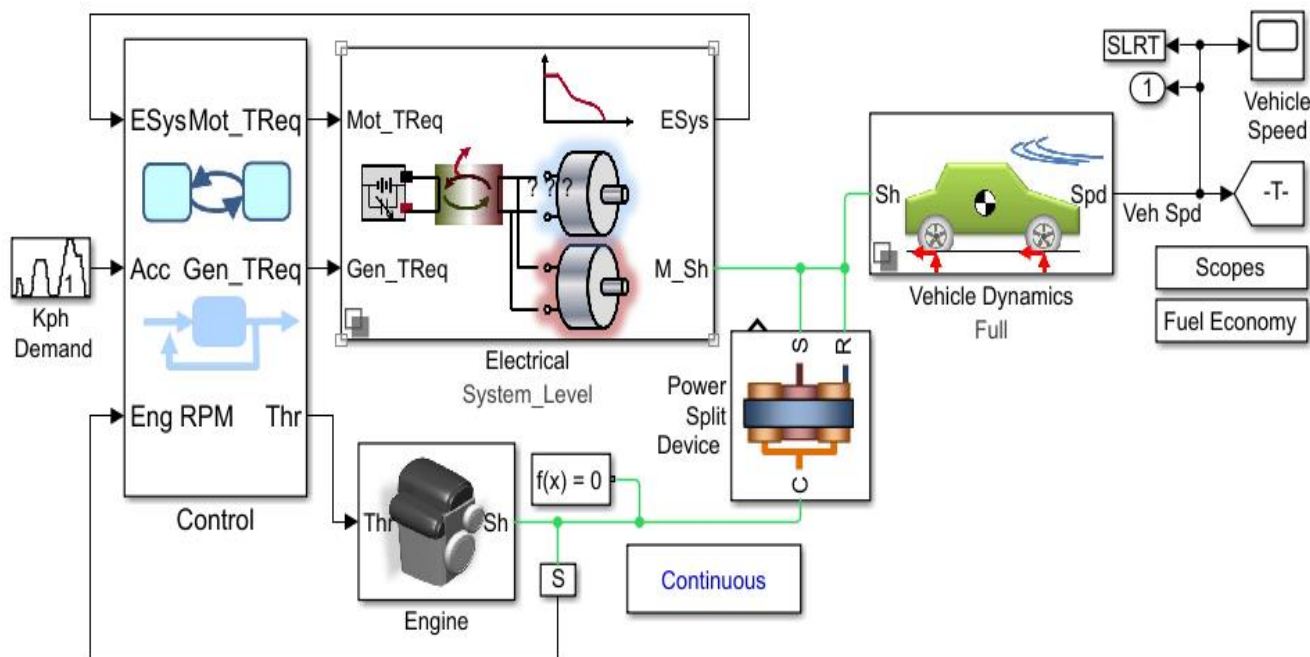 SLRT
1
Vehicle
Speed
ESys
Mot_TReq
Mot_TReq
ESys
? ? ?
Sh
Spd
Veh Spd
-T-
1
Kph
Demand
Acc
Gen_TReq
Gen_TReq
M_Sh
Vehicle Dynamics
Full
Scopes
Fuel Economy
Electrical
System_Level
Power
Split
Device
S
R
C
Eng RPM
Thr
Control
Thr
Sh
f(x) = 0
Engine
S
Continuous